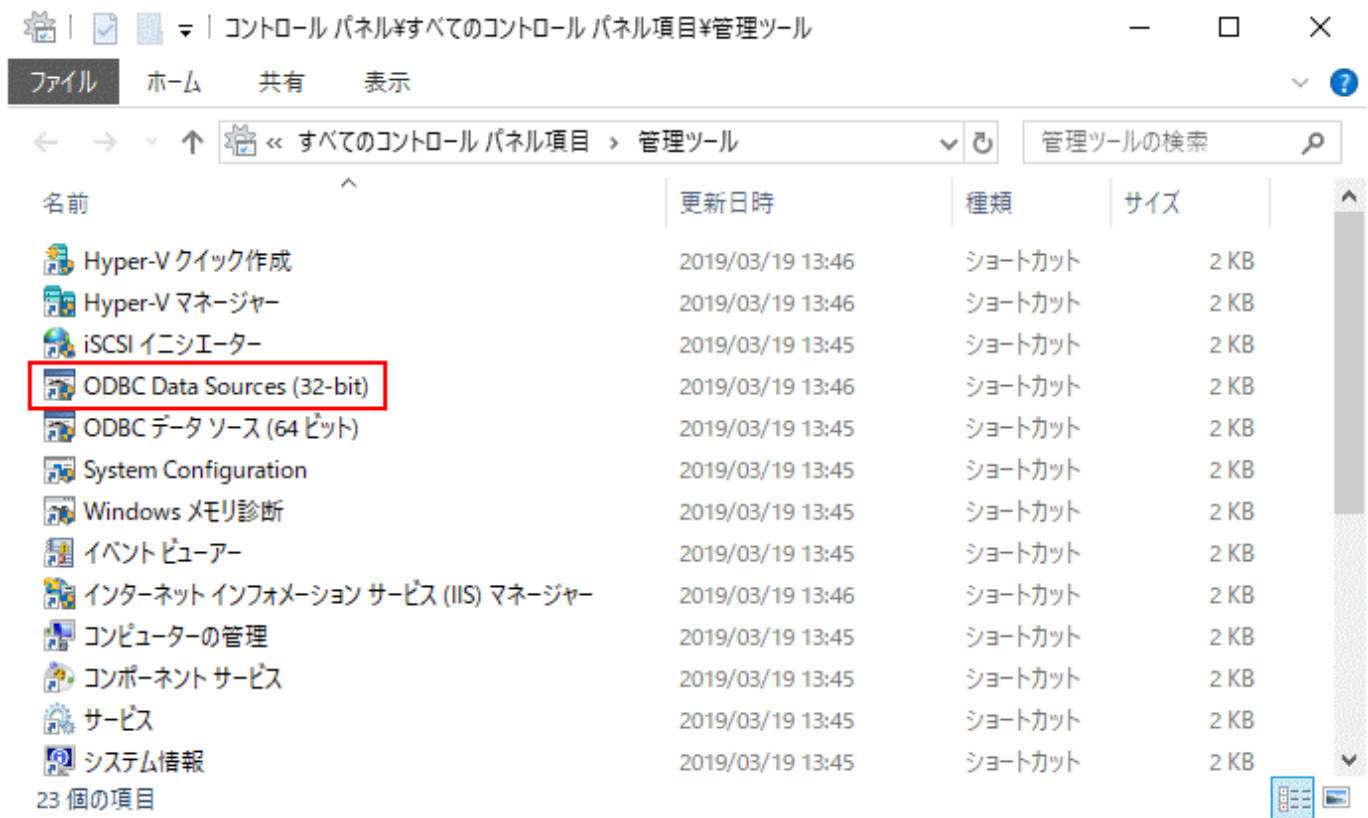 コントロール パネル¥すべてのコントロール パネル項目¥管理ツール
ファイル ホーム 共有 表示
« すべてのコントロール パネル項目 › 管理ツール 管理ツールの検索
名前 更新日時 種類 サイズ
Hyper-V クイック作成 2019/03/19 13:46 ショートカット 2 KB
Hyper-V マネージャー 2019/03/19 13:46 ショートカット 2 KB
iSCSI イニシエーター 2019/03/19 13:45 ショートカット 2 KB
ODBC Data Sources (32-bit) 2019/03/19 13:46 ショートカット 2 KB
ODBC データ ソース (64 ビット) 2019/03/19 13:45 ショートカット 2 KB
System Configuration 2019/03/19 13:45 ショートカット 2 KB
Windows メモリ診断 2019/03/19 13:45 ショートカット 2 KB
イベント ビューアー 2019/03/19 13:45 ショートカット 2 KB
インターネット インフォメーション サービス (IIS) マネージャー 2019/03/19 13:46 ショートカット 2 KB
コンピューターの管理 2019/03/19 13:45 ショートカット 2 KB
コンポーネント サービス 2019/03/19 13:45 ショートカット 2 KB
サービス 2019/03/19 13:45 ショートカット 2 KB
システム情報 2019/03/19 13:45 ショートカット 2 KB
23 個の項目